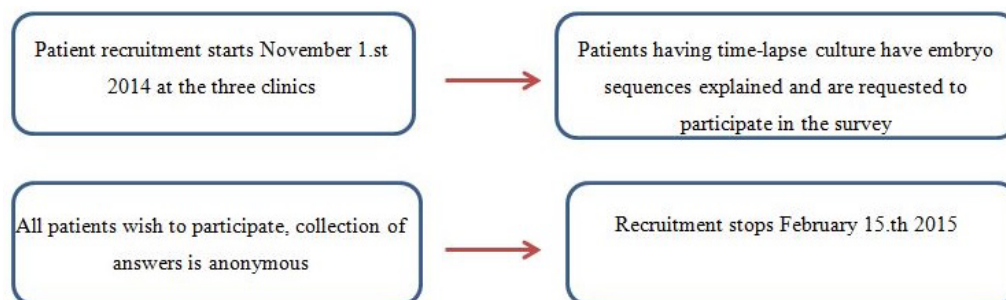 Patient recruitment starts November 1.st
2014 at the three clinics
Patients having time-lapse culture have embryo
sequences explained and are requested to
participate in the survey
All patients wish to participate, collection of
answers is anonymous
Recruitment stops February 15.th 2015